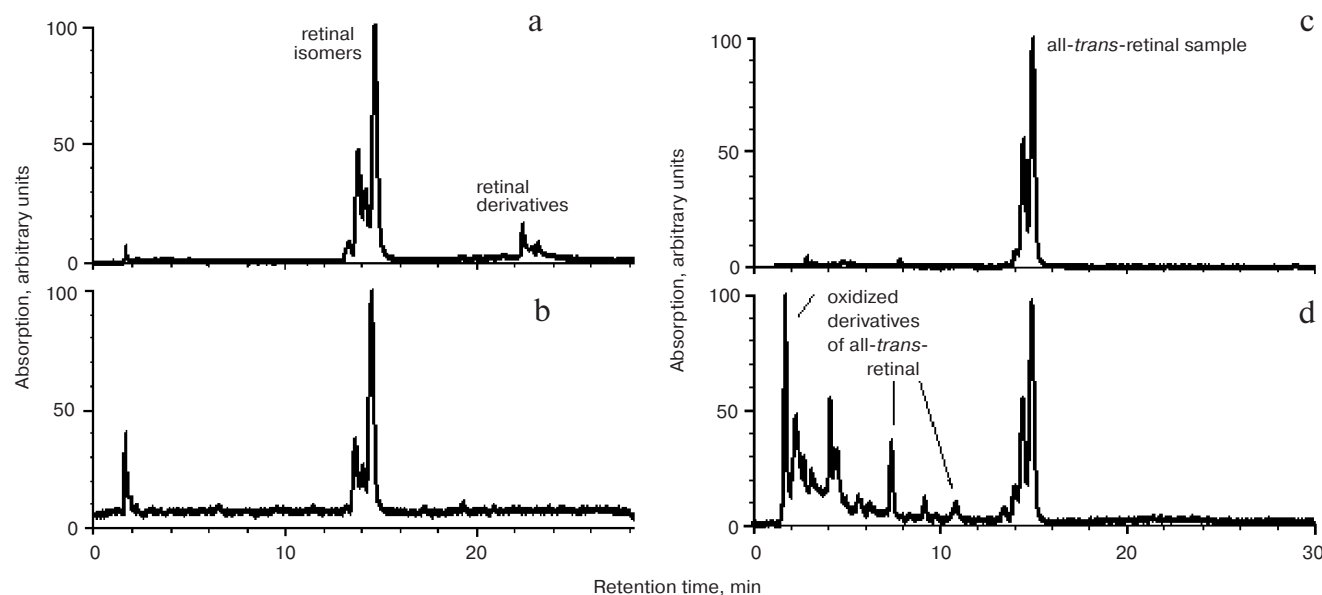 a
100
50
0
retinal
isomers
retinal
derivatives
b
100
50
0
0
10
20
Absorption, arbitrary units
c
100
50
0
all-trans-retinal sample
d
100
50
0
oxidized
derivatives
of all-trans-
retinal
0
10
20
30
Absorption, arbitrary units
Retention time, min